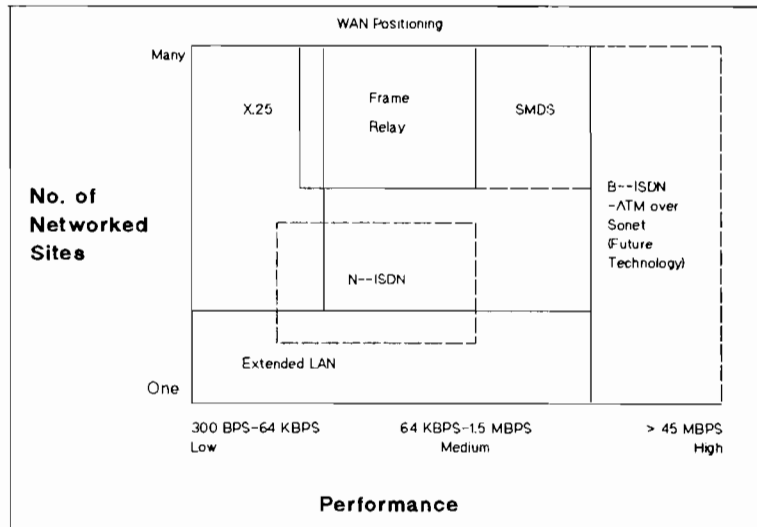 WAN Positioning
Many
X.25
Frame
Relay
SMDS
No. of
Networked
Sites
B--ISDN
-ATM over
Sonet
(Future
Technology)
N--ISDN
Extended LAN
One
300 BPS-64 KBPS
64 KBPS-1.5 MBPS
> 45 MBPS
Low
Medium
High
Performance